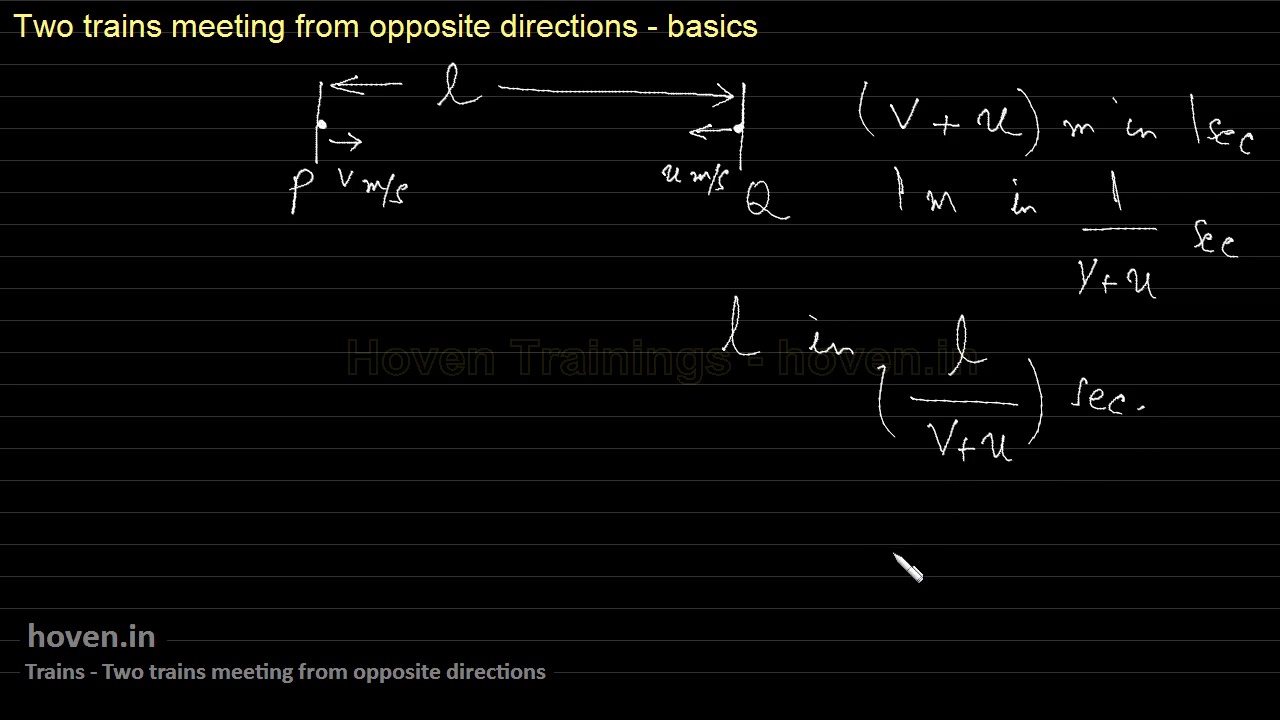 Two trains meeting from opposite directions - basics
l
(v + u) m in 1 sec
P v m/s u m/s Q
1 m in 1/(v+u) sec
l in (l/(v+u)) sec.
Hoven Trainings - hoven.in
hoven.in
Trains - Two trains meeting from opposite directions